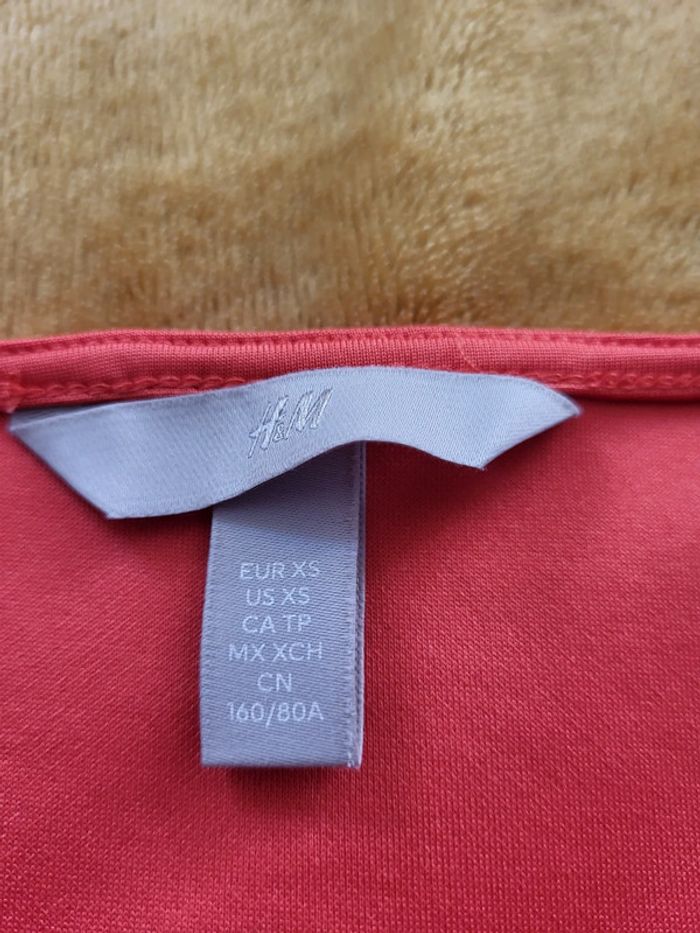 H&M
EUR XS
US XS
CA TP
MX XCH
CN
160/80A